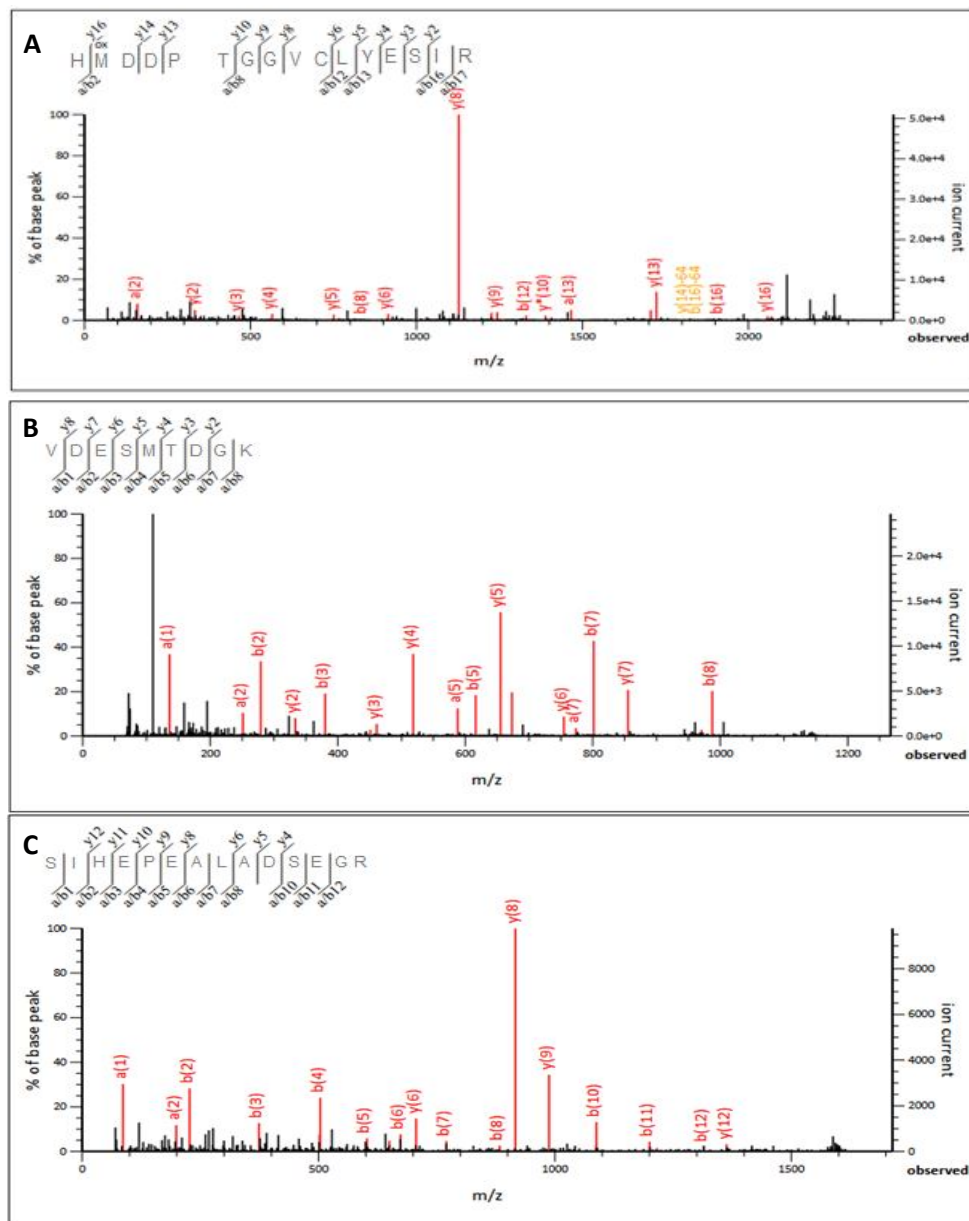 A
y16 y14 y13 y10 y9 y8 y6 y5 y4 y3 y2
ox
H M D D P T G G V C L Y E S I R
a/b2 a/b8 a/b12 a/b13 a/b16 a/b17
y(8)
100
80
60
40
20
0
% of base peak
a(2) y(2) y(3) y(4) y(5) b(8) y(6) y(9) b(12) y*(10) a(13) y(13) y(14)-64 b(16)-64 b(16) y(16)
5.0e+4
4.0e+4
3.0e+4
2.0e+4
1.0e+4
0.0e+0
ion current
0 500 1000 1500 2000 observed
m/z
B
y8 y7 y6 y5 y4 y3 y2
V D E S M T D G K
a/b1 a/b2 a/b3 a/b4 a/b5 a/b6 a/b7 a/b8
100
80
60
40
20
0
% of base peak
a(1) a(2) b(2) y(2) b(3) y(3) y(4) a(5) b(5) y(5) y(6) a(7) b(7) y(7) b(8)
2.0e+4
1.5e+4
1.0e+4
5.0e+3
0.0e+0
ion current
0 200 400 600 800 1000 1200 observed
m/z
C
y12 y11 y10 y9 y8 y6 y5 y4
S I H E P E A L A D S E G R
a/b1 a/b2 a/b3 a/b4 a/b5 a/b6 a/b7 a/b8 a/b10 a/b11 a/b12
100
80
60
40
20
0
% of base peak
a(1) a(2) b(2) b(3) b(4) b(5) b(6) y(6) b(7) b(8) y(8) y(9) b(10) b(11) b(12) y(12)
8000
6000
4000
2000
0
ion current
0 500 1000 1500 observed
m/z